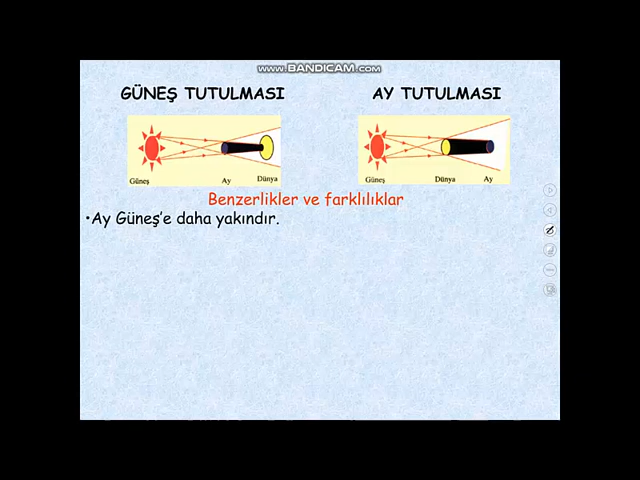 www.BANDICAM.com
GÜNEŞ TUTULMASI
AY TUTULMASI
Güneş Ay Dünya
Güneş Dünya Ay
Benzerlikler ve farklılıklar
•Ay Güneş'e daha yakındır.